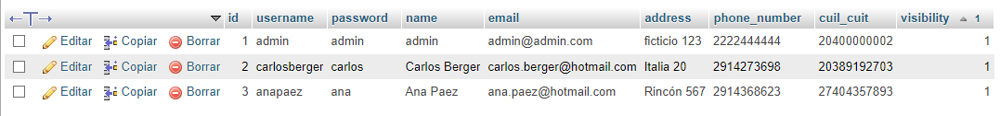 id username password name email address phone_number cuil_cuit visibility 1
Editar Copiar Borrar 1 admin admin admin admin@admin.com ficticio 123 2222444444 20400000002 1
Editar Copiar Borrar 2 carlosberger carlos Carlos Berger carlos.berger@hotmail.com Italia 20 2914273698 20389192703 1
Editar Copiar Borrar 3 anapaez ana Ana Paez ana.paez@hotmail.com Rincón 567 2914368623 27404357893 1